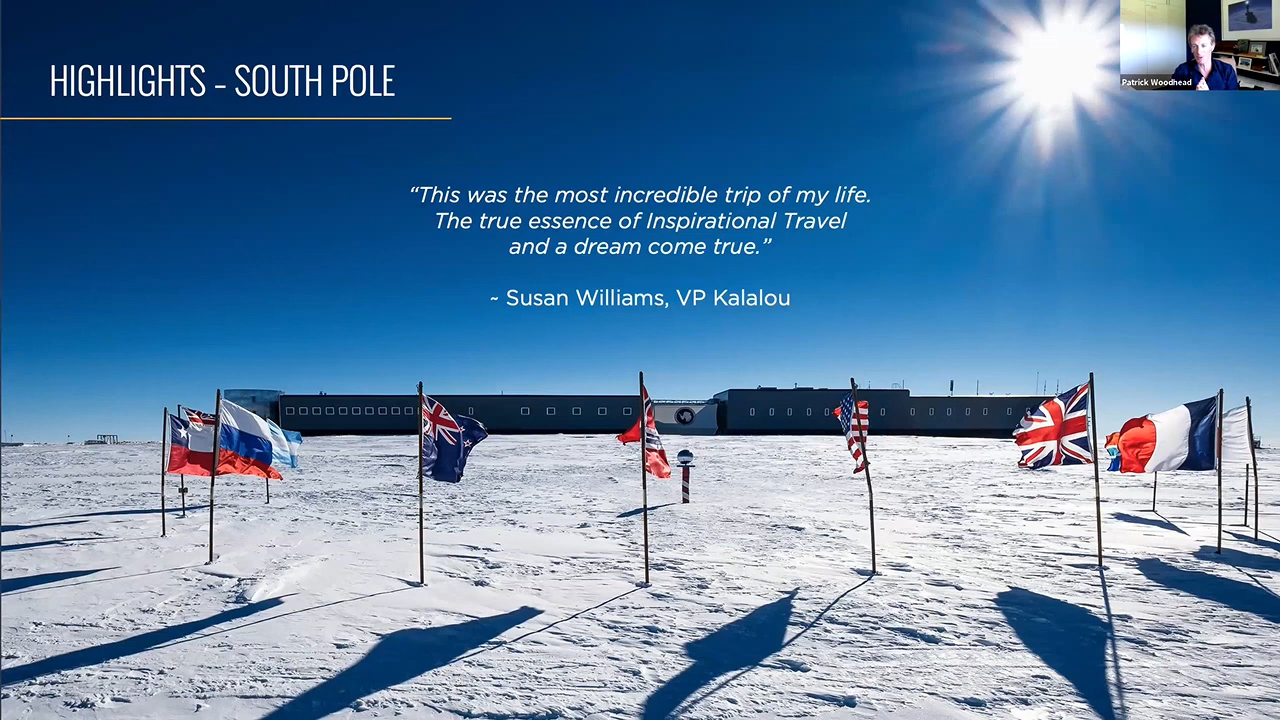 HIGHLIGHTS - SOUTH POLE
Patrick Woodhead
“This was the most incredible trip of my life.
The true essence of Inspirational Travel
and a dream come true.”
~ Susan Williams, VP Kalalou